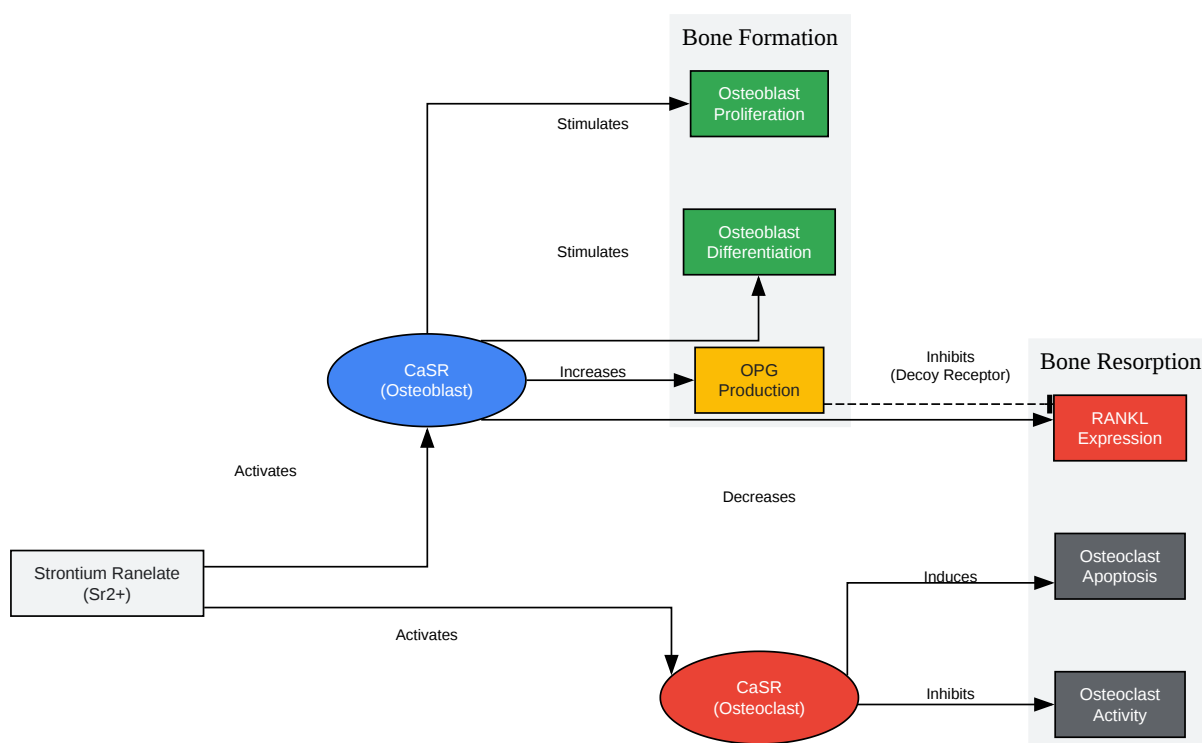 Bone Formation
Osteoblast
Proliferation
Stimulates
Osteoblast
Differentiation
Stimulates
CaSR
(Osteoblast)
Increases
OPG
Production
Inhibits
(Decoy Receptor)
Bone Resorption
RANKL
Expression
Activates
Decreases
Strontium Ranelate
(Sr2+)
Induces
Osteoclast
Apoptosis
Activates
CaSR
(Osteoclast)
Inhibits
Osteoclast
Activity